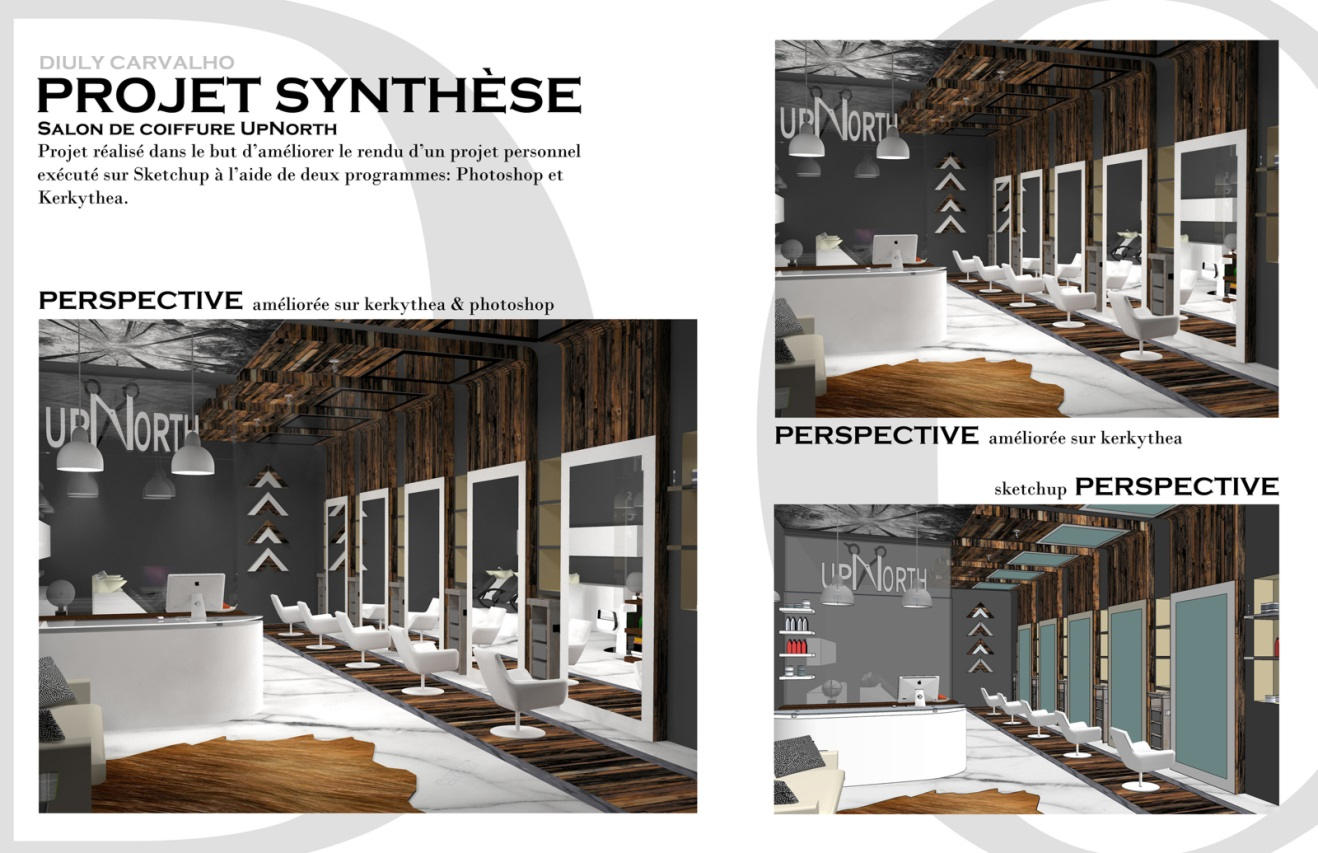 DIULY CARVALHO
PROJET SYNTHÈSE
SALON DE COIFFURE UPNORTH
Projet réalisé dans le but d'améliorer le rendu d'un projet personnel
exécuté sur Sketchup à l'aide de deux programmes: Photoshop et
Kerkythea.
PERSPECTIVE améliorée sur kerkythea & photoshop
UPNORTH
UPNORTH
PERSPECTIVE améliorée sur kerkythea
sketchup PERSPECTIVE
UPNORTH